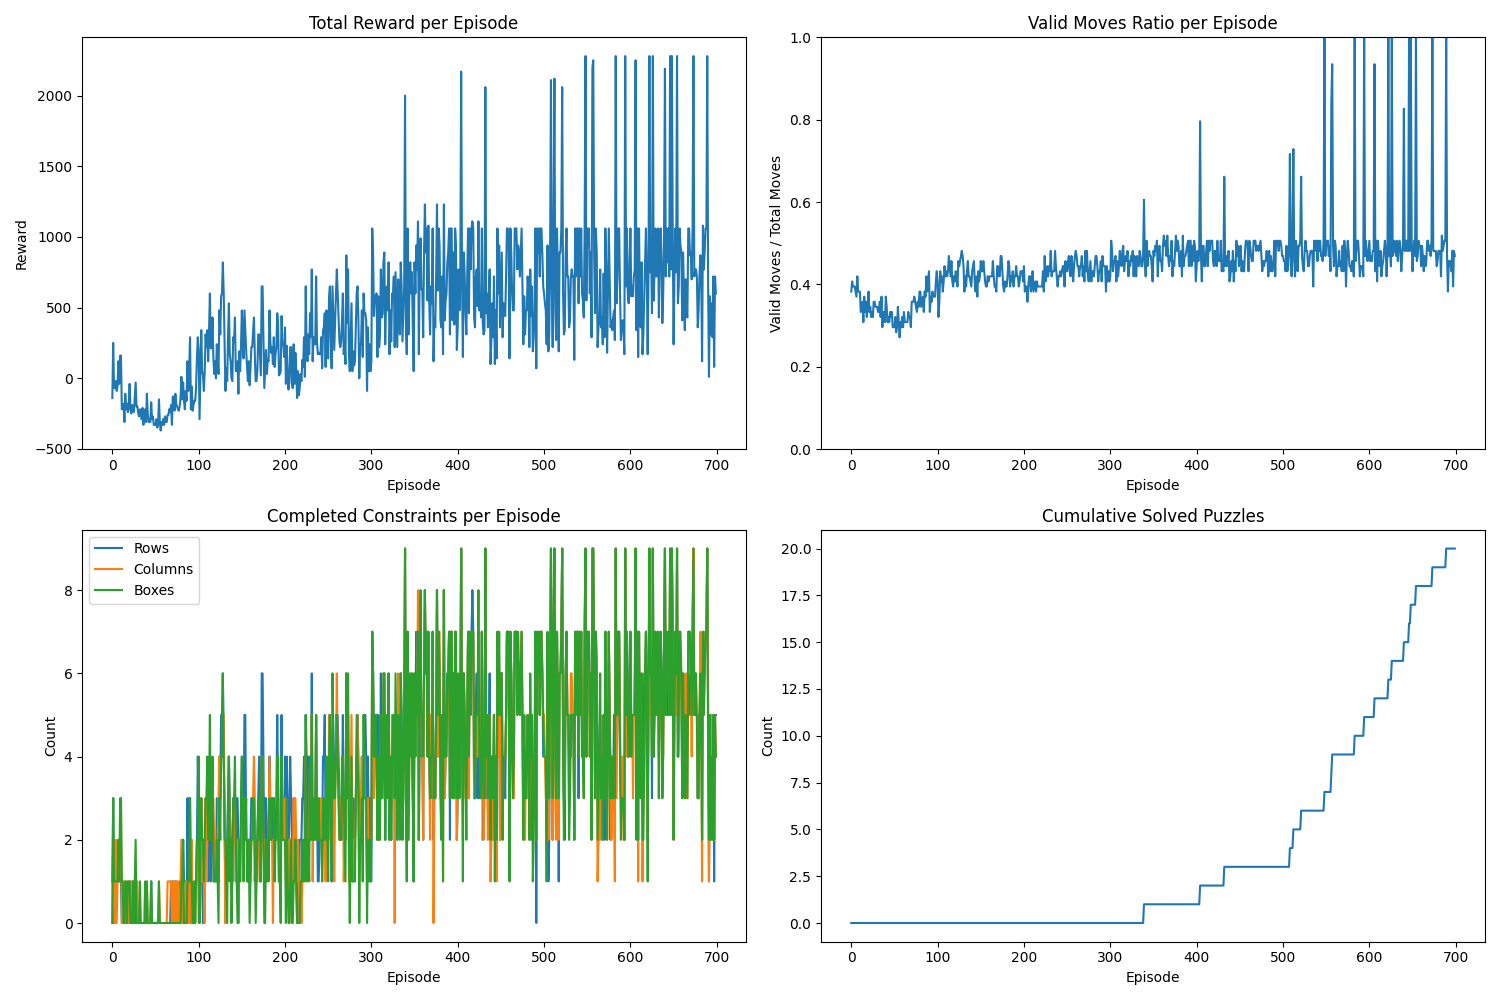 Total Reward per Episode
2000
1500
1000
500
0
−500
Reward
0 100 200 300 400 500 600 700
Episode
Valid Moves Ratio per Episode
1.0
0.8
0.6
0.4
0.2
0.0
Valid Moves / Total Moves
0 100 200 300 400 500 600 700
Episode
Completed Constraints per Episode
Rows
Columns
Boxes
8
6
4
2
0
Count
0 100 200 300 400 500 600 700
Episode
Cumulative Solved Puzzles
20.0
17.5
15.0
12.5
10.0
7.5
5.0
2.5
0.0
Count
0 100 200 300 400 500 600 700
Episode